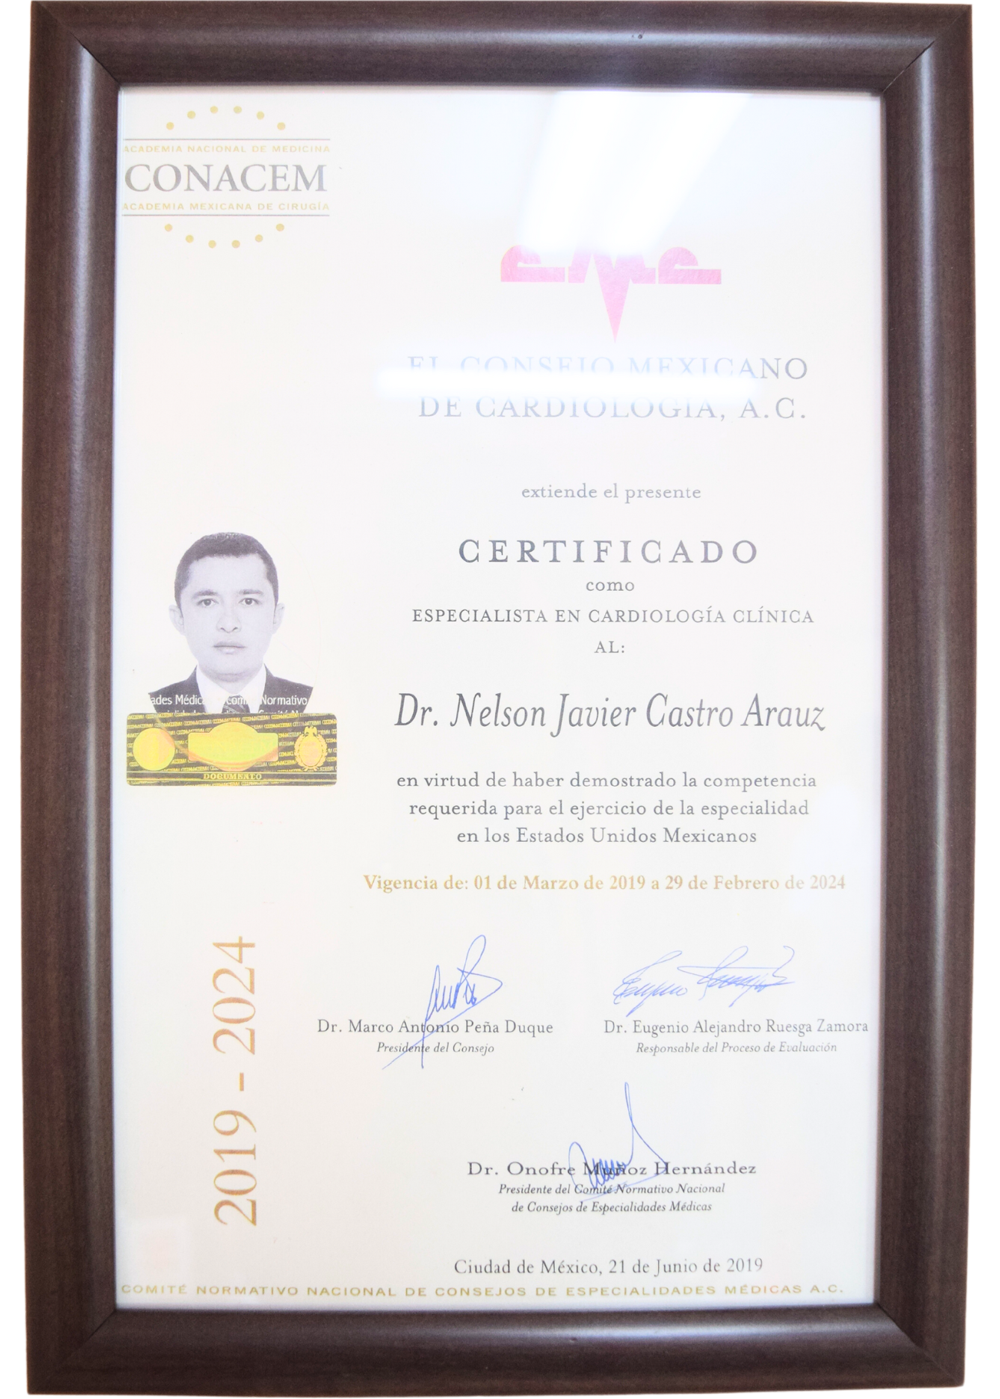 ACADEMIA NACIONAL DE MEDICINA
CONACEM
ACADEMIA MEXICANA DE CIRUGÍA
CMC
EL CONSEJO MEXICANO
DE CARDIOLOGÍA, A.C.
extiende el presente
CERTIFICADO
como
ESPECIALISTA EN CARDIOLOGÍA CLÍNICA
AL:
Dr. Nelson Javier Castro Arauz
en virtud de haber demostrado la competencia
requerida para el ejercicio de la especialidad
en los Estados Unidos Mexicanos
Vigencia de: 01 de Marzo de 2019 a 29 de Febrero de 2024
Normativo
DOCUMENTO
2019 - 2024
Dr. Marco Antonio Peña Duque
Presidente del Consejo
Dr. Eugenio Alejandro Ruesga Zamora
Responsable del Proceso de Evaluación
Dr. Onofre Muñoz Hernández
Presidente del Comité Normativo Nacional
de Consejos de Especialidades Médicas
Ciudad de México, 21 de Junio de 2019
COMITÉ NORMATIVO NACIONAL DE CONSEJOS DE ESPECIALIDADES MÉDICAS A.C.